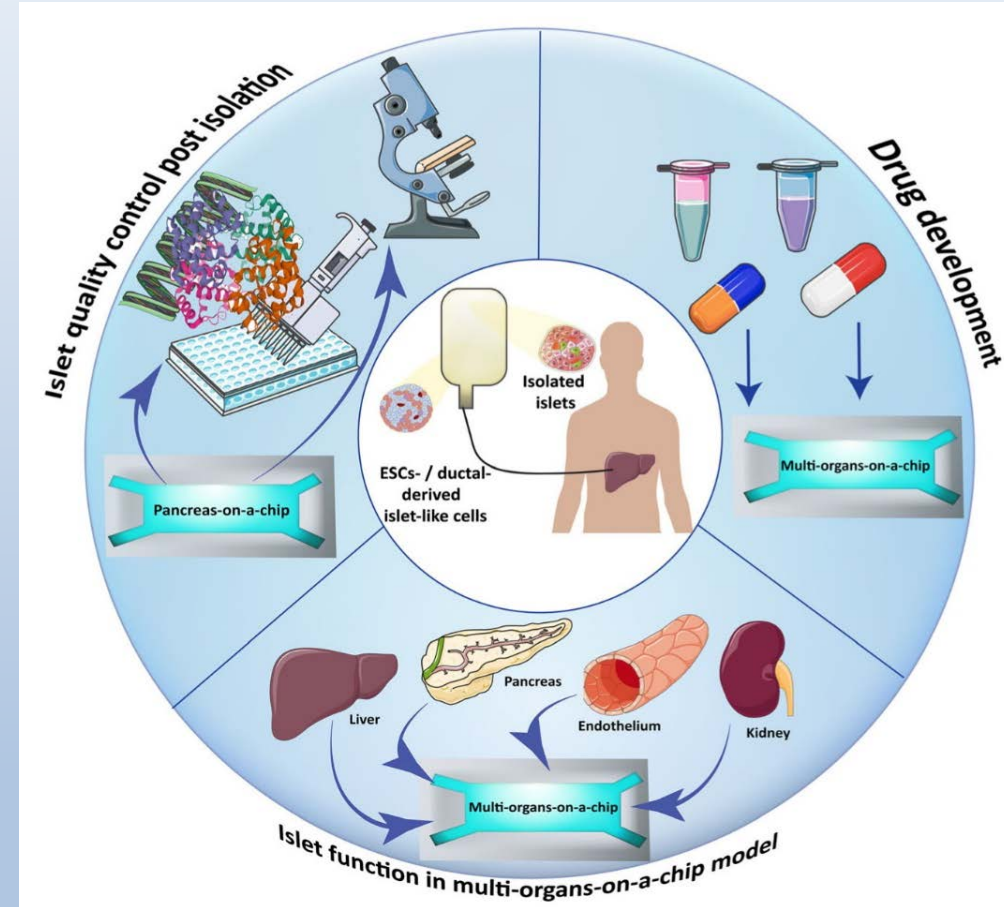 Islet quality control post isolation
Drug development
Isolated
islets
ESCs- / ductal-
derived
islet-like cells
Pancreas-on-a-chip
Multi-organs-on-a-chip
Liver
Pancreas
Endothelium
Kidney
Multi-organs-on-a-chip
Islet function in multi-organs-on-a-chip model